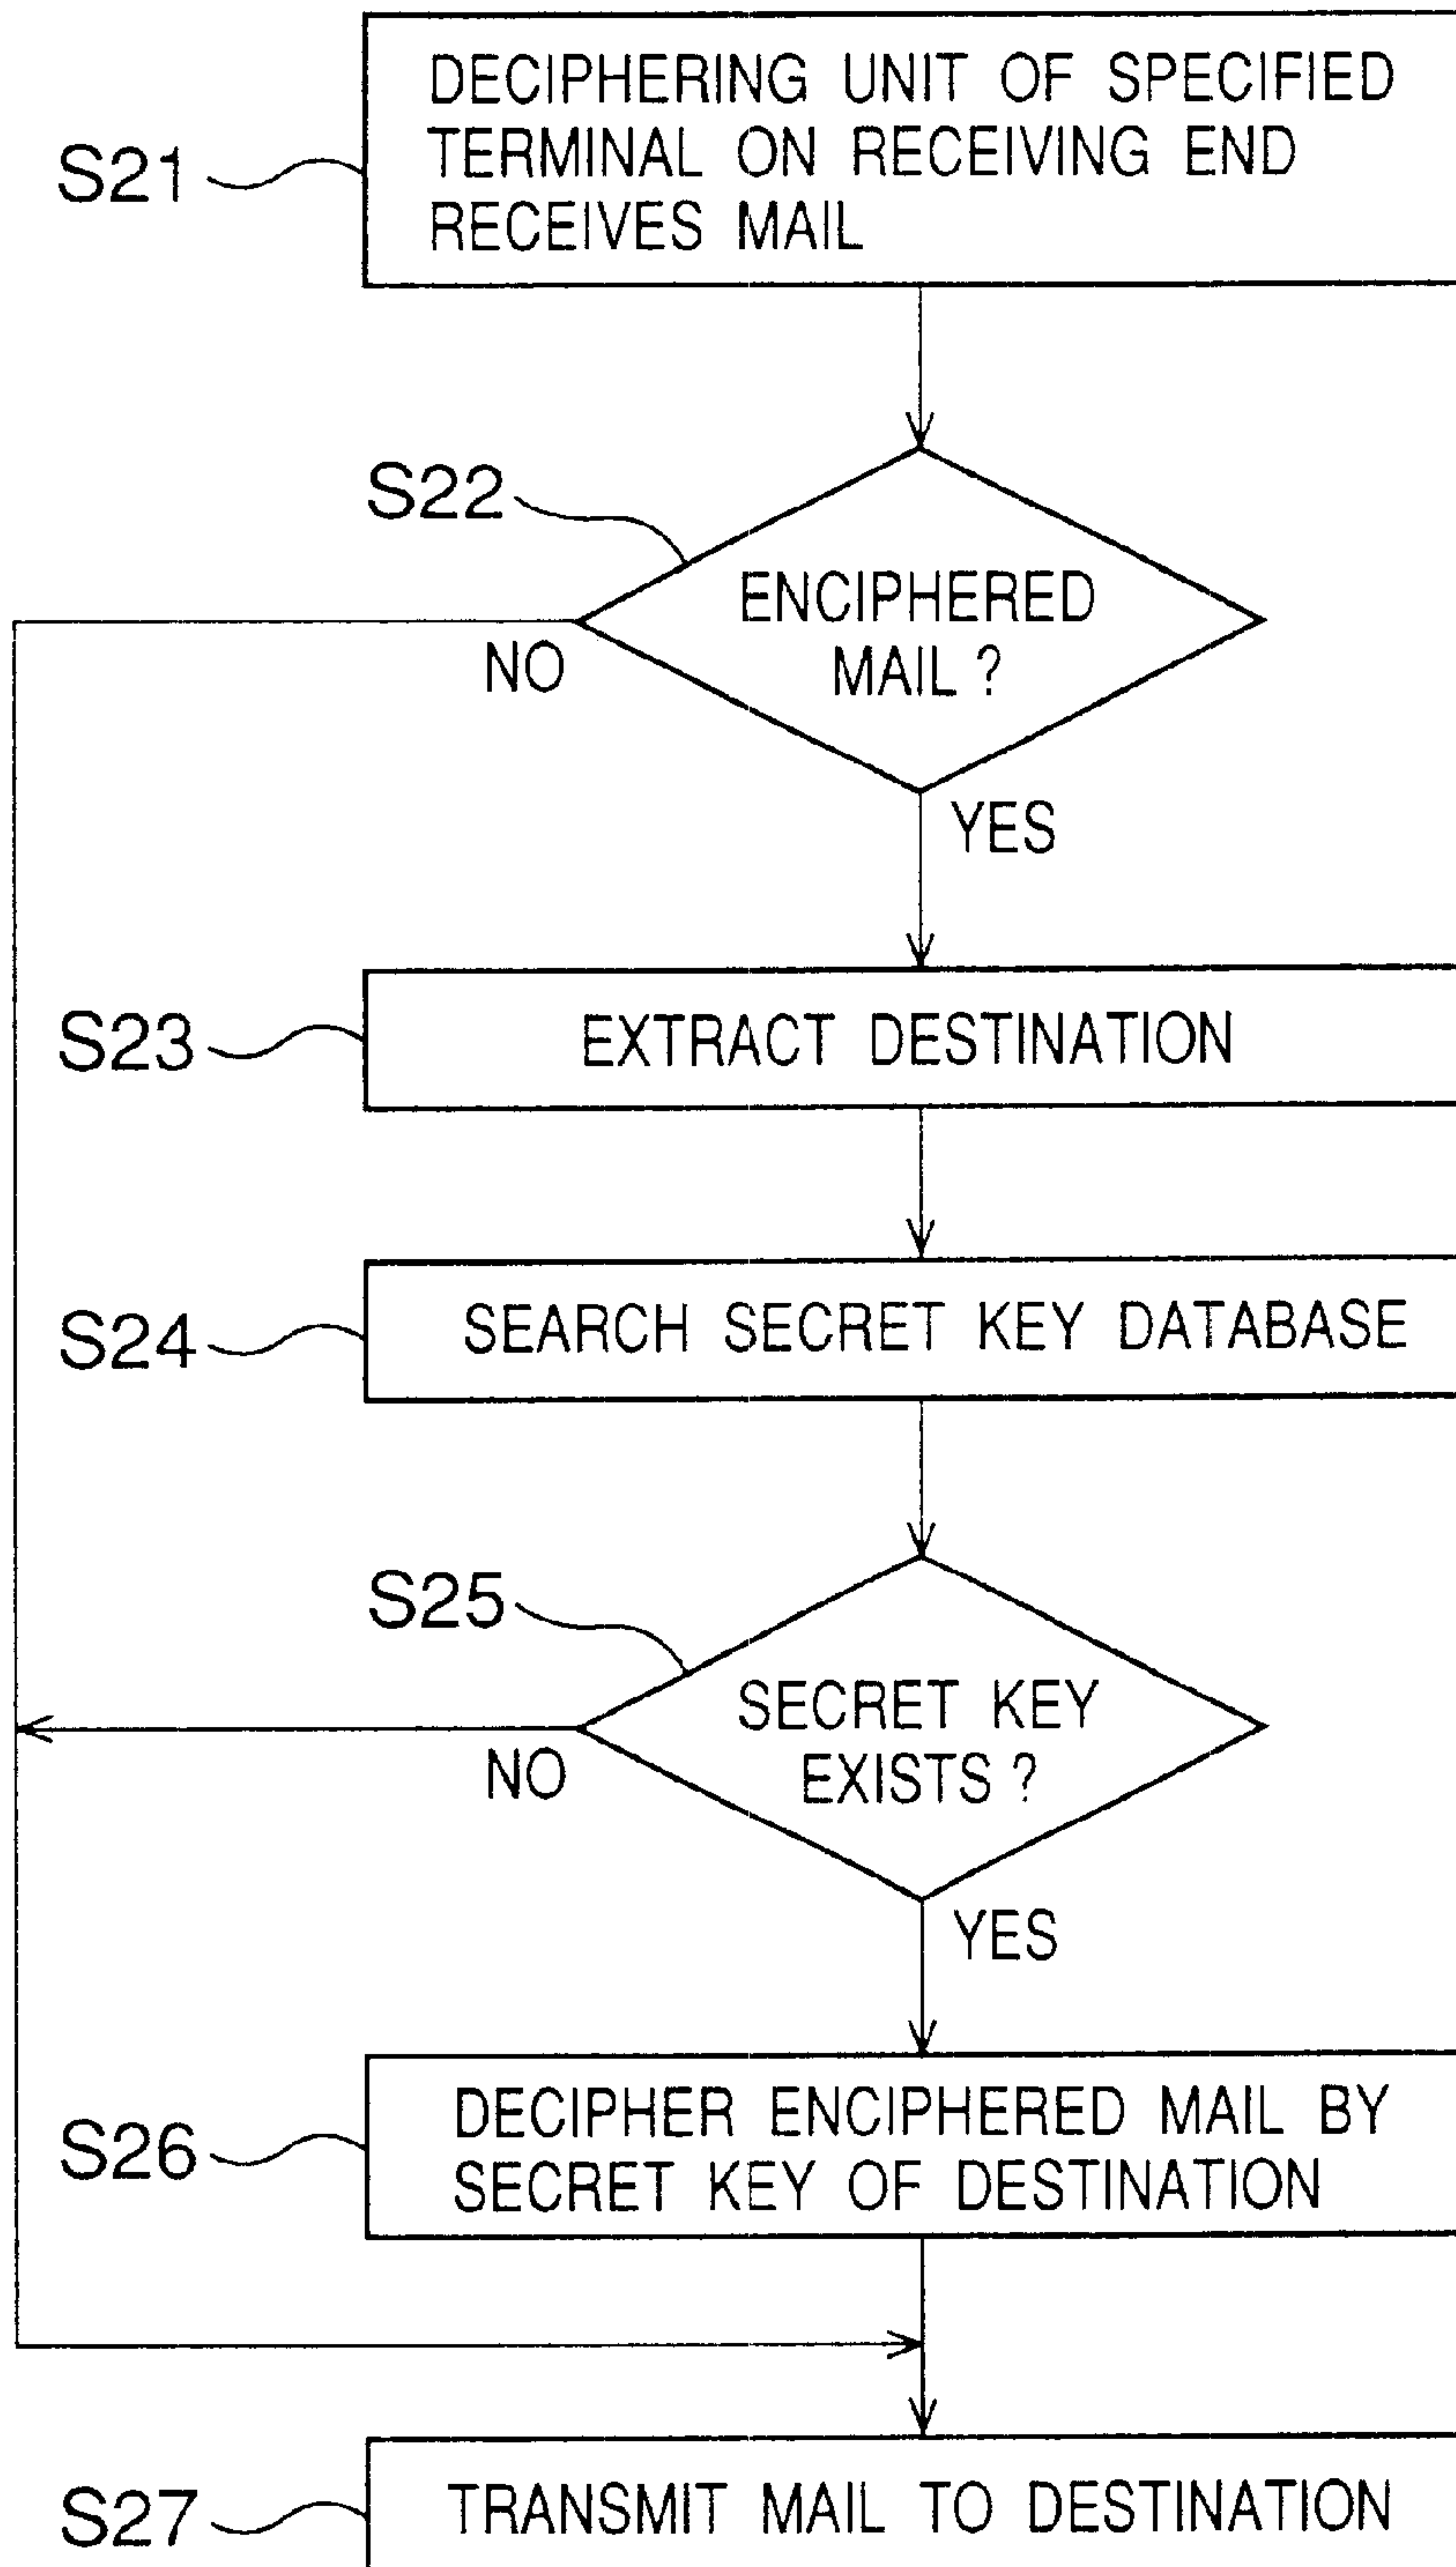 S21
DECIPHERING UNIT OF SPECIFIED
TERMINAL ON RECEIVING END
RECEIVES MAIL
S22
ENCIPHERED
MAIL ?
NO
YES
S23
EXTRACT DESTINATION
S24
SEARCH SECRET KEY DATABASE
S25
SECRET KEY
EXISTS ?
NO
YES
S26
DECIPHER ENCIPHERED MAIL BY
SECRET KEY OF DESTINATION
S27
TRANSMIT MAIL TO DESTINATION